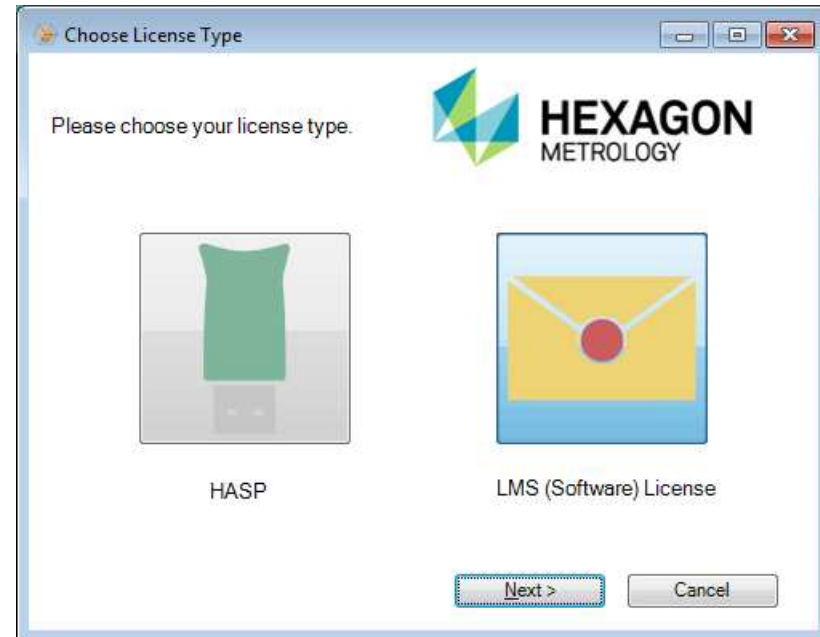 Choose License Type
Please choose your license type.
HEXAGON
METROLOGY
HASP
LMS (Software) License
Next >
Cancel